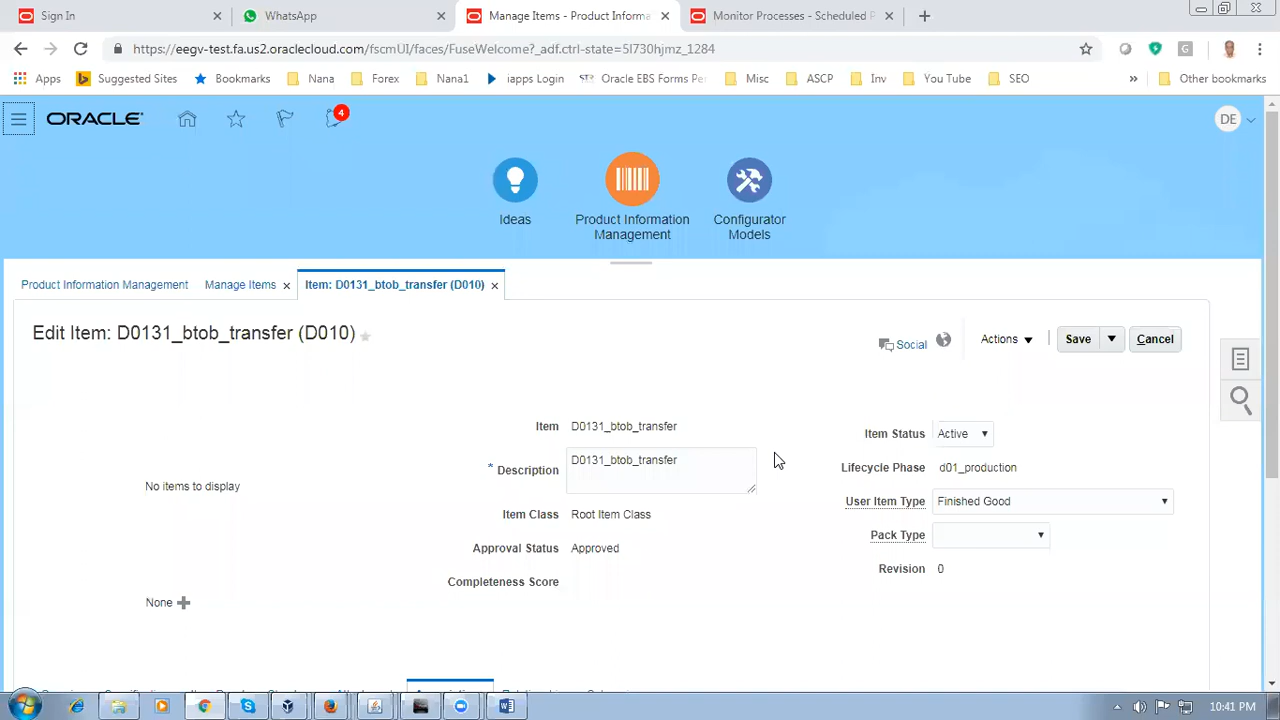 Sign In
WhatsApp
Manage Items - Product Informa
Monitor Processes - Scheduled P
https://eegv-test.fa.us2.oraclecloud.com/fscmUI/faces/FuseWelcome?_adf.ctrl-state=5l730hjmz_1284
Apps Suggested Sites Bookmarks Nana Forex Nana1 iapps Login Oracle EBS Forms Pe Misc ASCP Inv You Tube SEO » Other bookmarks
ORACLE 4 DE
Ideas
Product Information Management
Configurator Models
Product Information Management Manage Items Item: D0131_btob_transfer (D010)
Edit Item: D0131_btob_transfer (D010)
Social Actions Save Cancel
Item D0131_btob_transfer
* Description D0131_btob_transfer
Item Class Root Item Class
Approval Status Approved
Completeness Score
Item Status Active
Lifecycle Phase d01_production
User Item Type Finished Good
Pack Type
Revision 0
No items to display
None
10:41 PM